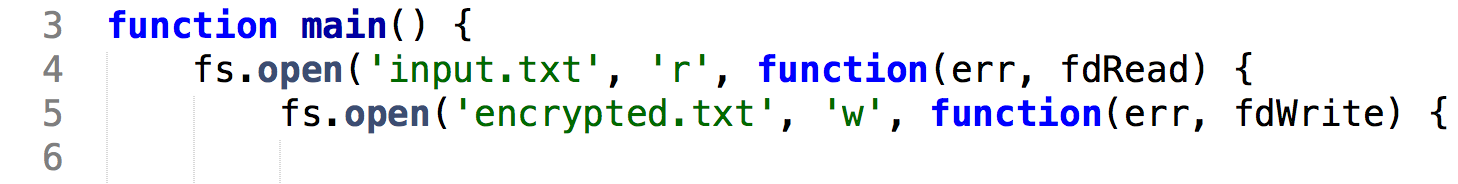 3 function main() {
4     fs.open('input.txt', 'r', function(err, fdRead) {
5         fs.open('encrypted.txt', 'w', function(err, fdWrite) {
6